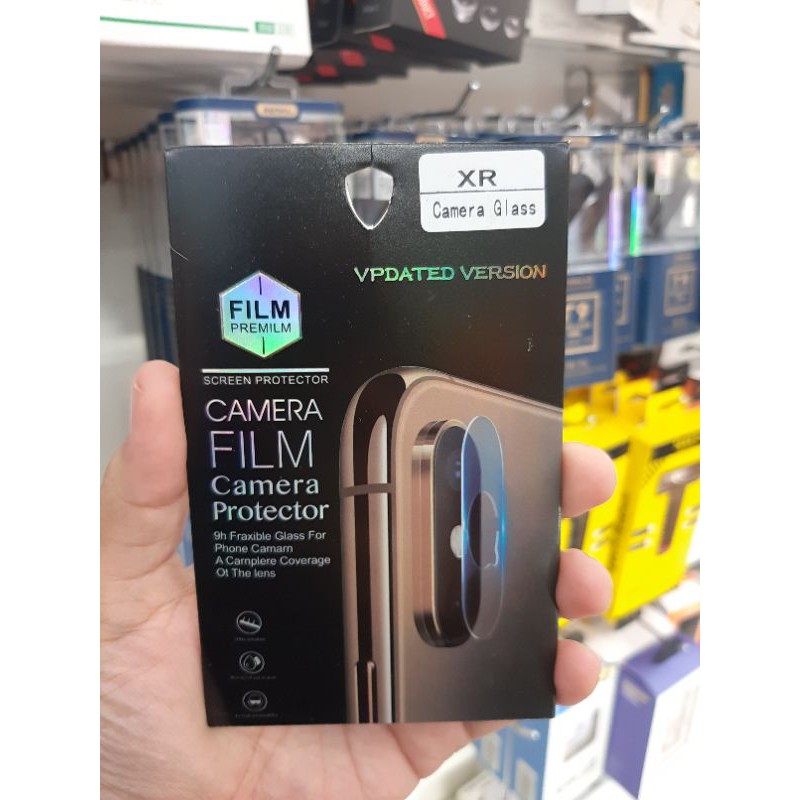 XR
Camera Glass
VPDATED VERSION
FILM
PREMILM
SCREEN PROTECTOR
CAMERA
FILM
Camera
Protector
9h Fraxible Glass For
Phone Camarn
A Carnplere Coverage
Ot The lens